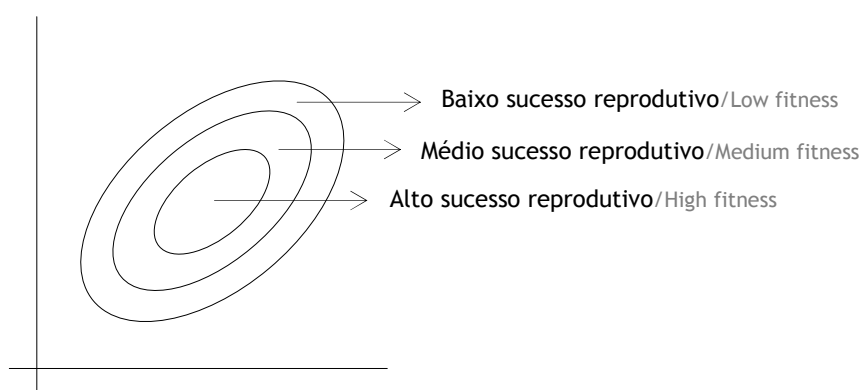 Baixo sucesso reprodutivo/Low fitness
Médio sucesso reprodutivo/Medium fitness
Alto sucesso reprodutivo/High fitness